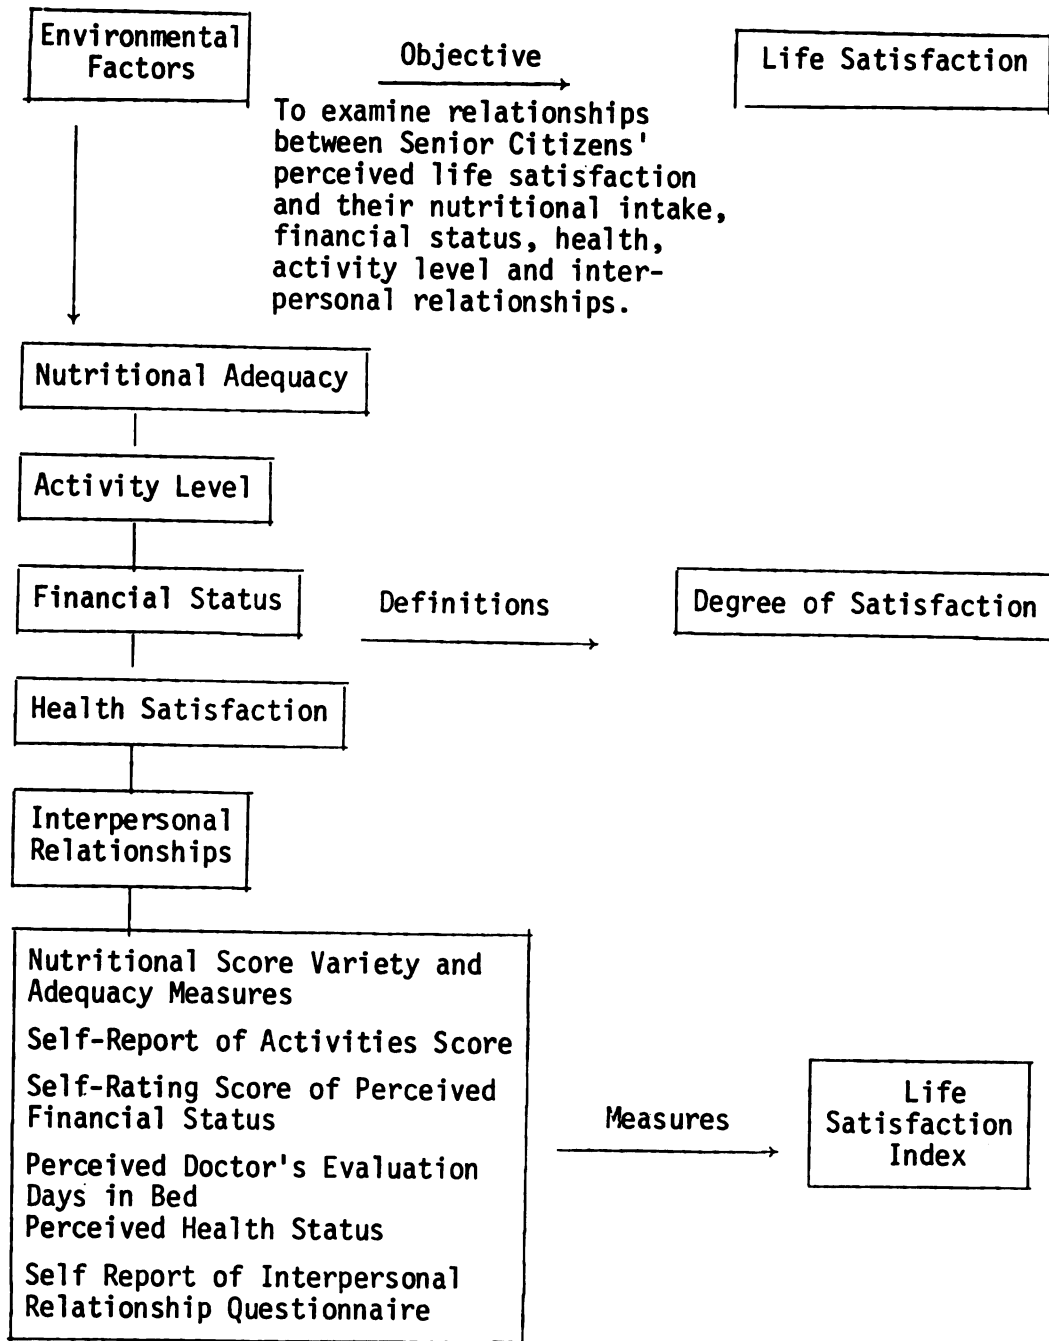 Environmental
Factors
Objective
Life Satisfaction
To examine relationships
between Senior Citizens'
perceived life satisfaction
and their nutritional intake,
financial status, health,
activity level and inter-
personal relationships.
Nutritional Adequacy
Activity Level
Financial Status
Definitions
Degree of Satisfaction
Health Satisfaction
Interpersonal
Relationships
Nutritional Score Variety and
Adequacy Measures
Self-Report of Activities Score
Self-Rating Score of Perceived
Financial Status
Perceived Doctor's Evaluation
Days in Bed
Perceived Health Status
Self Report of Interpersonal
Relationship Questionnaire
Measures
Life
Satisfaction
Index